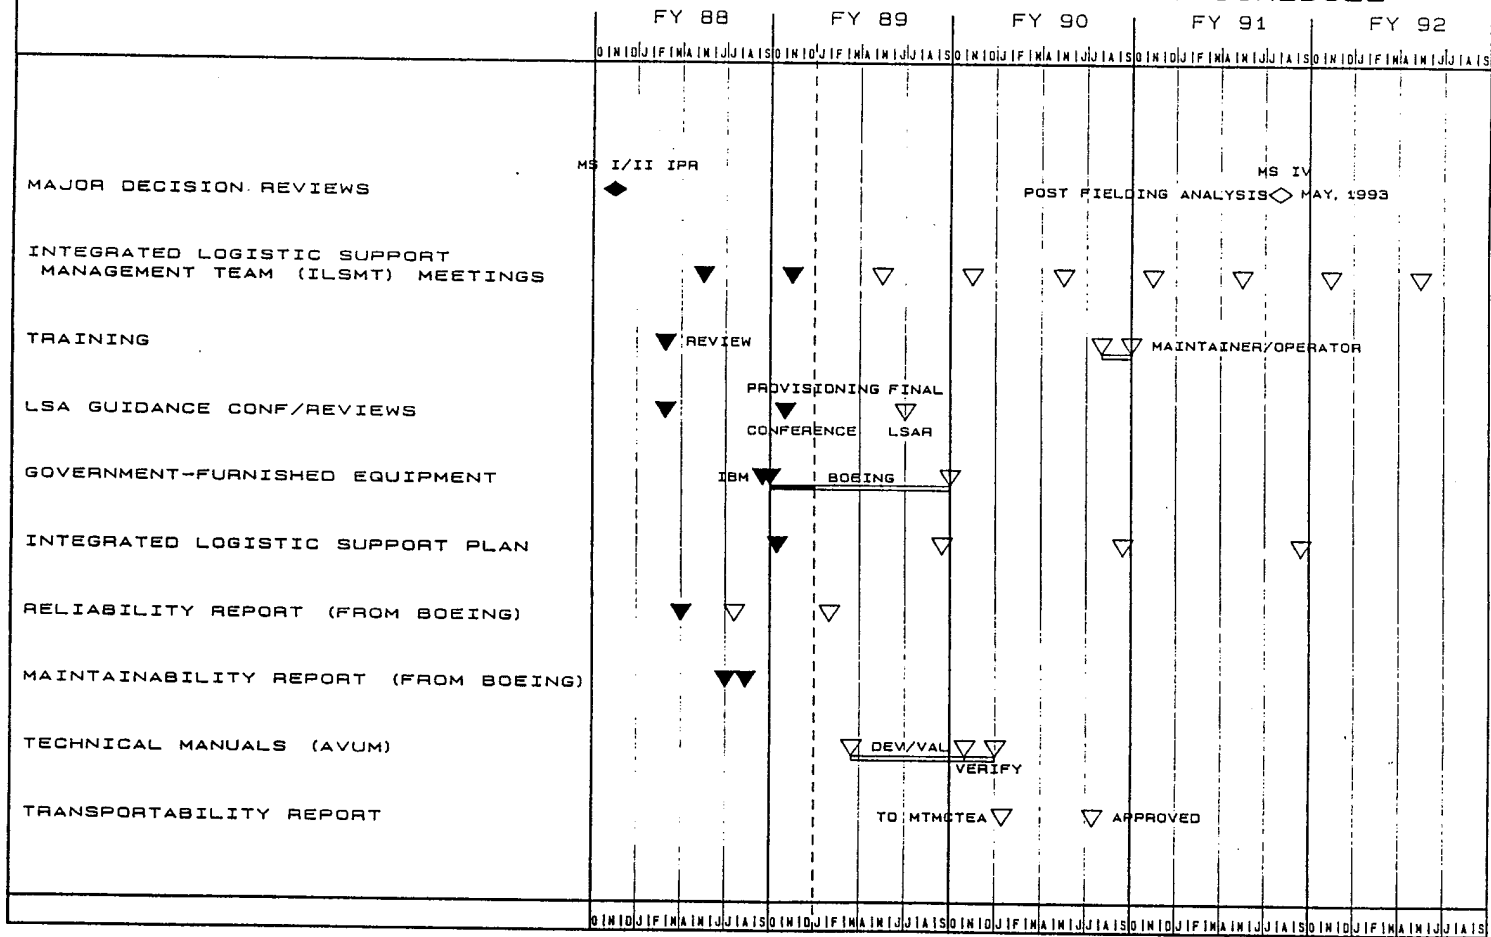 FY 88 FY 89 FY 90 FY 91 FY 92
O|N|D|J|F|M|A|M|J|J|A|S O|N|D|J|F|M|A|M|J|J|A|S O|N|D|J|F|M|A|M|J|J|A|S O|N|D|J|F|M|A|M|J|J|A|S O|N|D|J|F|M|A|M|J|J|A|S
MS I/II IPR
MS IV
MAJOR DECISION REVIEWS
POST FIELDING ANALYSIS MAY, 1993
INTEGRATED LOGISTIC SUPPORT
MANAGEMENT TEAM (ILSMT) MEETINGS
TRAINING REVIEW MAINTAINER/OPERATOR
PROVISIONING FINAL
LSA GUIDANCE CONF/REVIEWS
CONFERENCE LSAR
GOVERNMENT-FURNISHED EQUIPMENT IBM BOEING
INTEGRATED LOGISTIC SUPPORT PLAN
RELIABILITY REPORT (FROM BOEING)
MAINTAINABILITY REPORT (FROM BOEING)
TECHNICAL MANUALS (AVUM) DEV/VAL
VERIFY
TRANSPORTABILITY REPORT TO MTMCTEA APPROVED
O|N|D|J|F|M|A|M|J|J|A|S O|N|D|J|F|M|A|M|J|J|A|S O|N|D|J|F|M|A|M|J|J|A|S O|N|D|J|F|M|A|M|J|J|A|S O|N|D|J|F|M|A|M|J|J|A|S